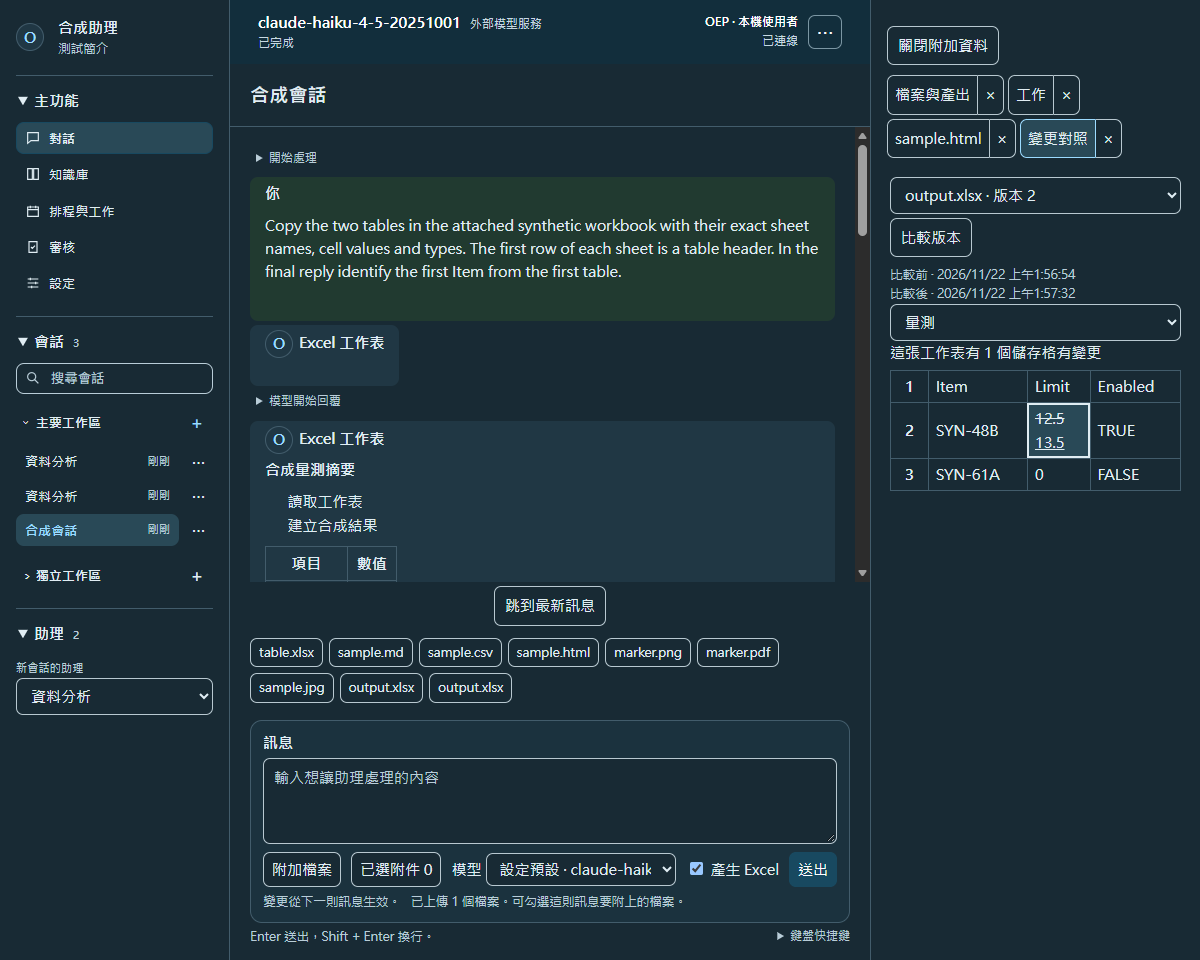 O 合成助理
測試簡介
▼ 主功能
對話
知識庫
排程與工作
審核
設定
▼ 會話 3
搜尋會話
主要工作區 +
資料分析 剛剛 ...
資料分析 剛剛 ...
合成會話 剛剛 ...
獨立工作區 +
▼ 助理 2
新會話的助理
資料分析
claude-haiku-4-5-20251001 外部模型服務
已完成
OEP · 本機使用者
已連線
...
合成會話
▶ 開始處理
你
Copy the two tables in the attached synthetic workbook with their exact sheet
names, cell values and types. The first row of each sheet is a table header. In the
final reply identify the first Item from the first table.
O Excel 工作表
▶ 模型開始回覆
O Excel 工作表
合成量測摘要
讀取工作表
建立合成結果
項目 數值
跳到最新訊息
table.xlsx sample.md sample.csv sample.html marker.png marker.pdf
sample.jpg output.xlsx output.xlsx
訊息
輸入想讓助理處理的內容
附加檔案 已選附件 0 模型 設定預設 · claude-haik 產生 Excel 送出
變更從下一則訊息生效。 已上傳 1 個檔案。可勾選這則訊息要附上的檔案。
Enter 送出，Shift + Enter 換行。
▶ 鍵盤快捷鍵
關閉附加資料
檔案與產出 × 工作 ×
sample.html × 變更對照 ×
output.xlsx · 版本 2
比較版本
比較前 · 2026/11/22 上午1:56:54
比較後 · 2026/11/22 上午1:57:32
量測
這張工作表有 1 個儲存格有變更
1 Item Limit Enabled
2 SYN-48B 12.5 13.5 TRUE
3 SYN-61A 0 FALSE